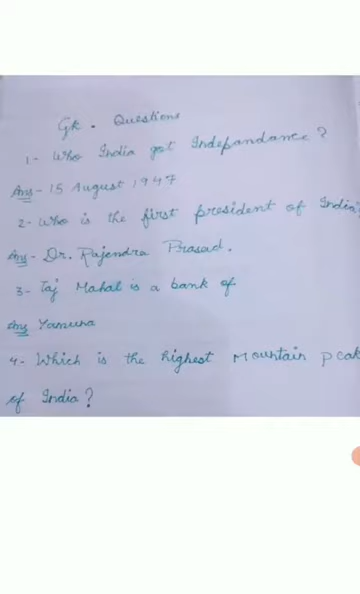 Gk. Questions
1- Who India got Independance?
Ans- 15 August 1947
2- Who is the first president of India?
Ans- Dr. Rajendra Prasad.
3- Taj Mahal is a bank of
Ans Yamuna
4- Which is the highest Mountain peak
of India?